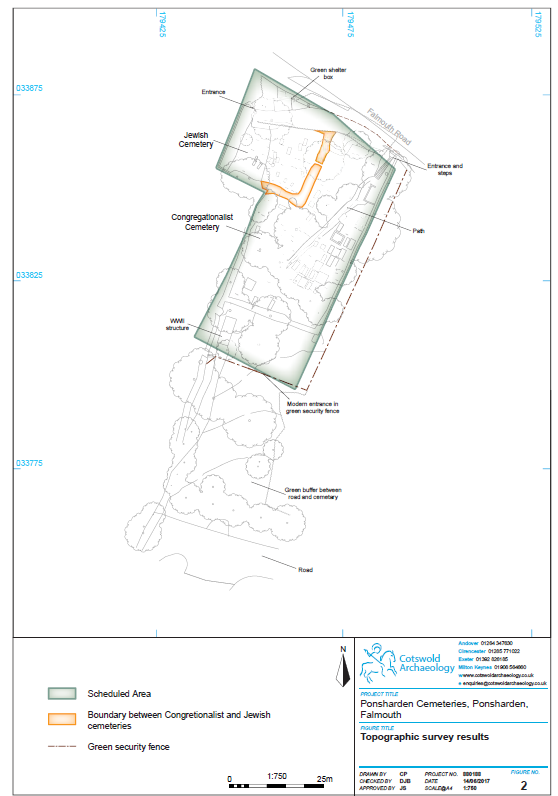 179425
179475
179525
033875
033825
033775
Green shelter
box
Entrance
Falmouth Road
Jewish
Cemetery
Entrance and
steps
Congregationalist
Cemetery
Path
WWII
structure
Modern entrance in
green security fence
Green buffer between
road and cemetary
Road
N
Scheduled Area
Boundary between Congretionalist and Jewish
cemeteries
Green security fence
0
1:750
25m
Cotswold
Archaeology
Andover 01264 347630
Cirencester 01285 771022
Exeter 01392 826185
Milton Keynes 01908 564660
www.cotswoldarchaeology.co.uk
e enquiries@cotswoldarchaeology.co.uk
PROJECT TITLE
Ponsharden Cemeteries, Ponsharden,
Falmouth
FIGURE TITLE
Topographic survey results
DRAWN BY CP
CHECKED BY DJB
APPROVED BY JS
PROJECT NO. 880188
DATE 14/06/2017
SCALE@A4 1:750
FIGURE NO.
2